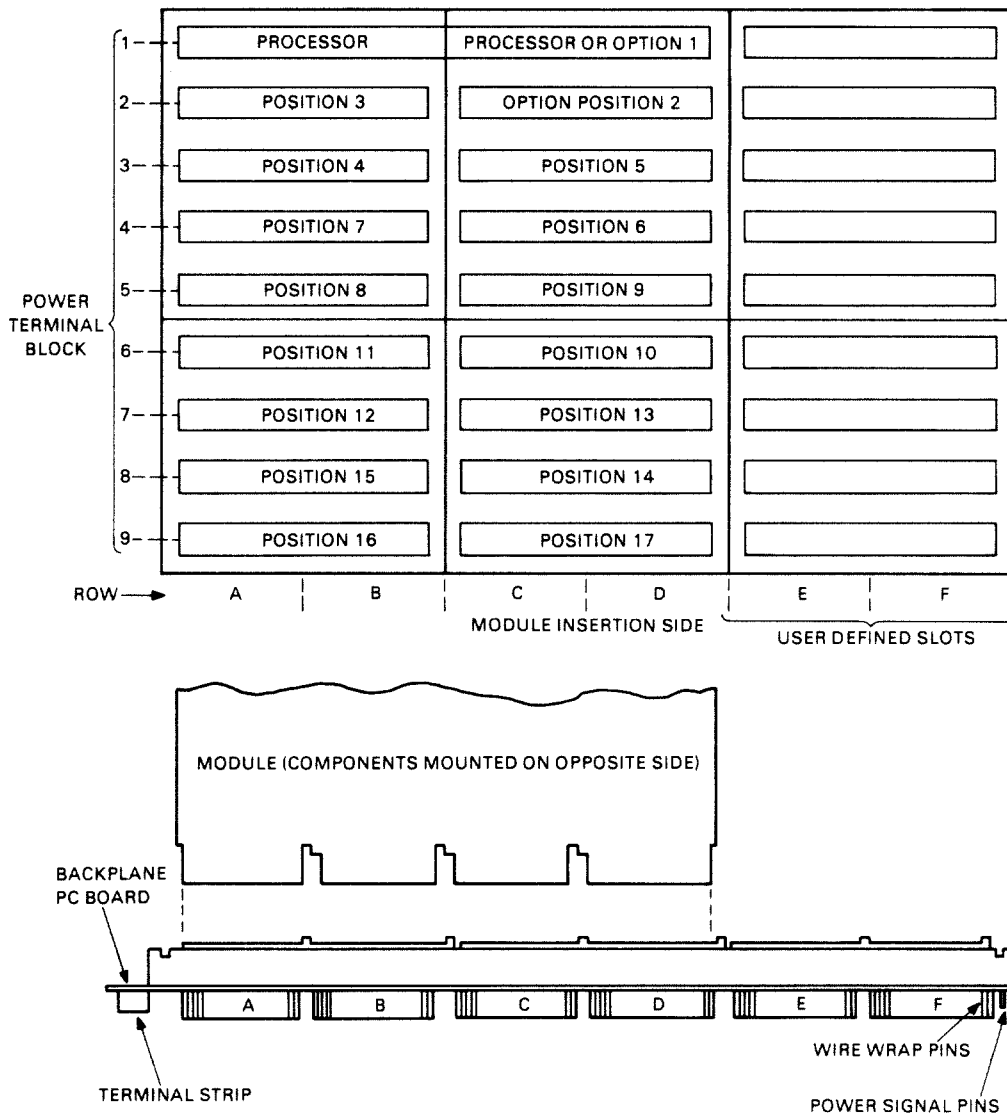 1 PROCESSOR PROCESSOR OR OPTION 1
2 POSITION 3 OPTION POSITION 2
3 POSITION 4 POSITION 5
4 POSITION 7 POSITION 6
5 POSITION 8 POSITION 9
POWER
TERMINAL
BLOCK
6 POSITION 11 POSITION 10
7 POSITION 12 POSITION 13
8 POSITION 15 POSITION 14
9 POSITION 16 POSITION 17
ROW A B C D E F
MODULE INSERTION SIDE USER DEFINED SLOTS
MODULE (COMPONENTS MOUNTED ON OPPOSITE SIDE)
BACKPLANE
PC BOARD
A B C D E F
WIRE WRAP PINS
TERMINAL STRIP
POWER SIGNAL PINS